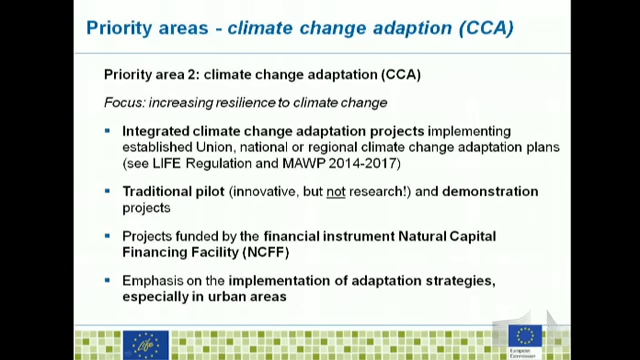 Priority areas - climate change adaption (CCA)
Priority area 2: climate change adaptation (CCA)
Focus: increasing resilience to climate change
▪ Integrated climate change adaptation projects implementing
established Union, national or regional climate change adaptation plans
(see LIFE Regulation and MAWP 2014-2017)
▪ Traditional pilot (innovative, but not research!) and demonstration
projects
▪ Projects funded by the financial instrument Natural Capital
Financing Facility (NCFF)
▪ Emphasis on the implementation of adaptation strategies,
especially in urban areas
Life
European
Commission